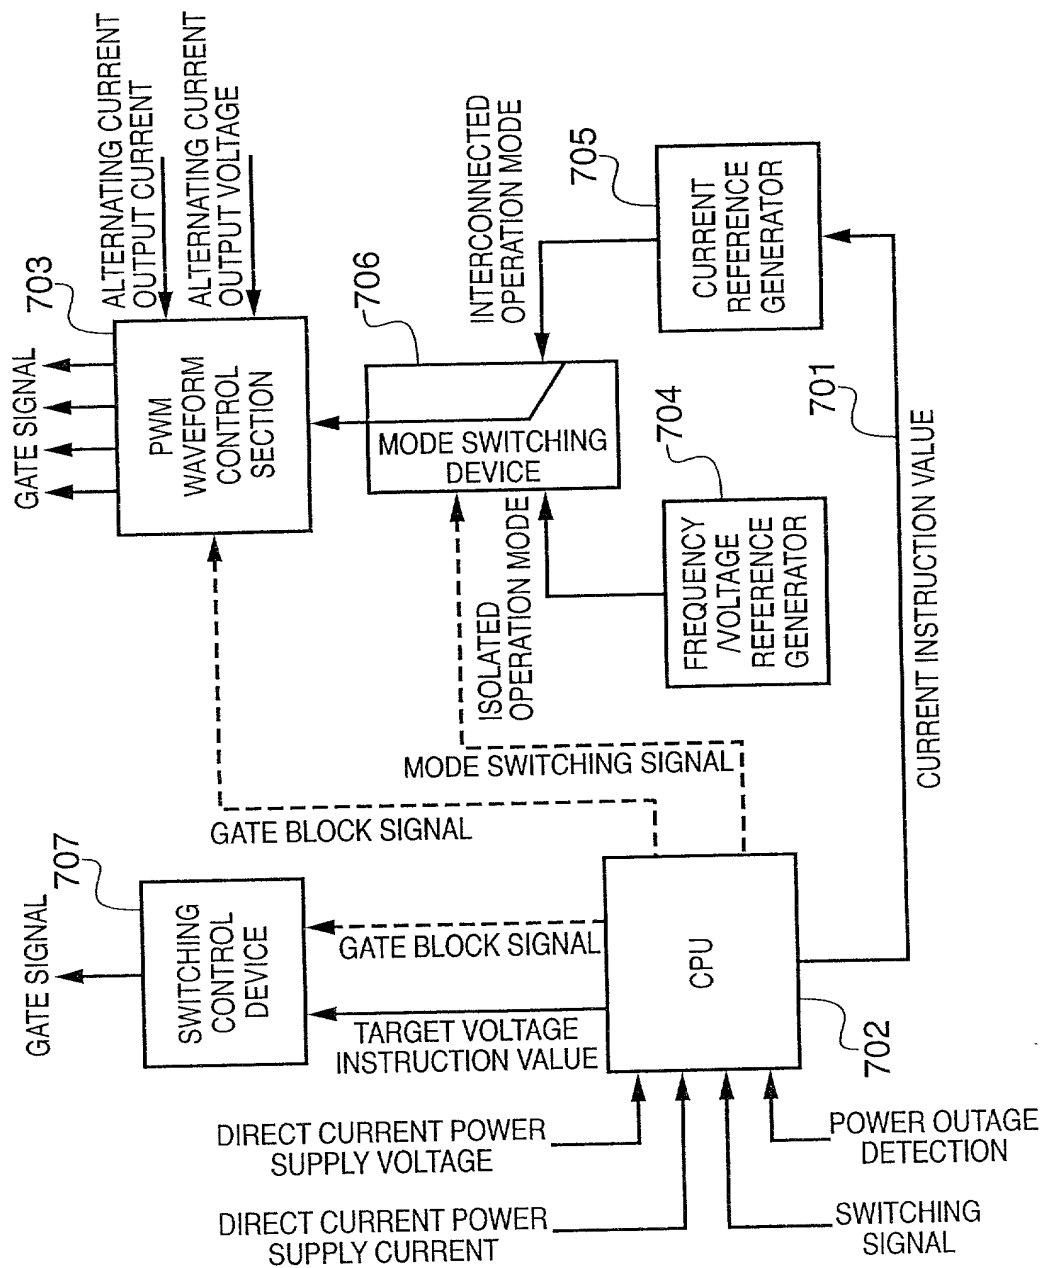 GATE SIGNAL
707
SWITCHING
CONTROL
DEVICE
GATE BLOCK SIGNAL
TARGET VOLTAGE
INSTRUCTION VALUE
DIRECT CURRENT POWER
SUPPLY VOLTAGE
DIRECT CURRENT POWER
SUPPLY CURRENT
CPU
702
POWER OUTAGE
DETECTION
SWITCHING
SIGNAL
GATE BLOCK SIGNAL
MODE SWITCHING SIGNAL
GATE SIGNAL
703
PWM
WAVEFORM
CONTROL
SECTION
ALTERNATING CURRENT
OUTPUT CURRENT
ALTERNATING CURRENT
OUTPUT VOLTAGE
706
MODE SWITCHING
DEVICE
ISOLATED
OPERATION MODE
INTERCONNECTED
OPERATION MODE
704
FREQUENCY
/VOLTAGE
REFERENCE
GENERATOR
705
CURRENT
REFERENCE
GENERATOR
701
CURRENT INSTRUCTION VALUE